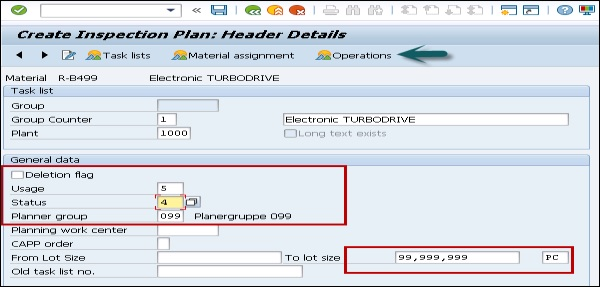 Create Inspection Plan: Header Details
Task lists Material assignment Operations
Material R-B499 Electronic TURBODRIVE
Task list
Group
Group Counter 1 Electronic TURBODRIVE
Plant 1000 Long text exists
General data
Deletion flag
Usage 5
Status 4
Planner group 099 Planergruppe 099
Planning work center
CAPP order
From Lot Size To lot size 99,999,999 PC
Old task list no.